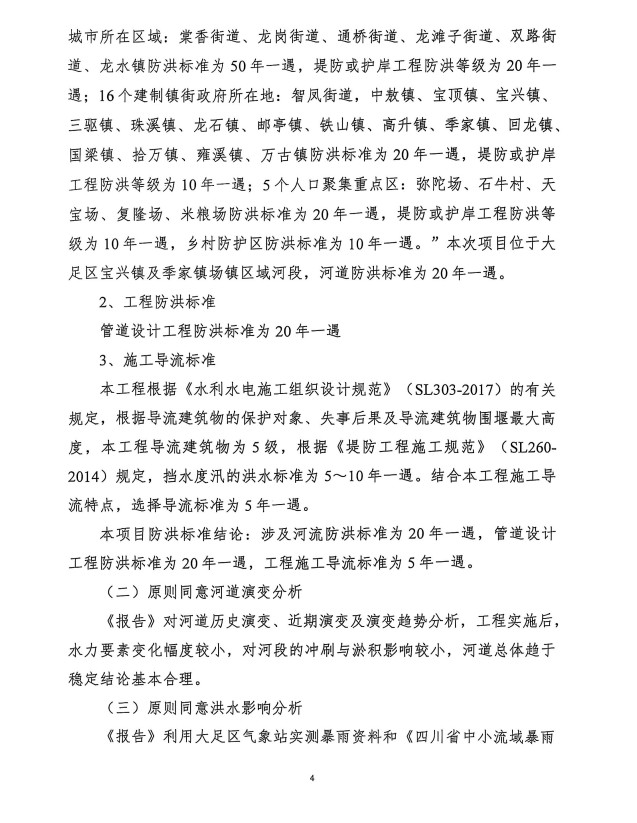 城市所在区域：棠香街道、龙岗街道、通桥街道、龙滩子街道、双路街
道、龙水镇防洪标准为 50 年一遇，堤防或护岸工程防洪等级为 20 年一
遇；16 个建制镇街政府所在地：智凤街道，中敖镇、宝顶镇、宝兴镇、
三驱镇、珠溪镇、龙石镇、邮亭镇、铁山镇、高升镇、季家镇、回龙镇、
国梁镇、拾万镇、雍溪镇、万古镇防洪标准为 20 年一遇，堤防或护岸
工程防洪等级为 10 年一遇；5 个人口聚集重点区：弥陀场、石牛村、天
宝场、复隆场、米粮场防洪标准为 20 年一遇，堤防或护岸工程防洪等
级为 10 年一遇，乡村防护区防洪标准为 10 年一遇。”本次项目位于大
足区宝兴镇及季家镇场镇区域河段，河道防洪标准为 20 年一遇。
2、工程防洪标准
管道设计工程防洪标准为 20 年一遇
3、施工导流标准
本工程根据《水利水电施工组织设计规范》（SL303-2017）的有关
规定，根据导流建筑物的保护对象、失事后果及导流建筑物围堰最大高
度，本工程导流建筑物为 5 级，根据《堤防工程施工规范》（SL260-
2014）规定，挡水度汛的洪水标准为 5～10 年一遇。结合本工程施工导
流特点，选择导流标准为 5 年一遇。
本项目防洪标准结论：涉及河流防洪标准为 20 年一遇，管道设计
工程防洪标准为 20 年一遇，工程施工导流标准为 5 年一遇。
（二）原则同意河道演变分析
《报告》对河道历史演变、近期演变及演变趋势分析，工程实施后，
水力要素变化幅度较小，对河段的冲刷与淤积影响较小，河道总体趋于
稳定结论基本合理。
（三）原则同意洪水影响分析
《报告》利用大足区气象站实测暴雨资料和《四川省中小流域暴雨
4